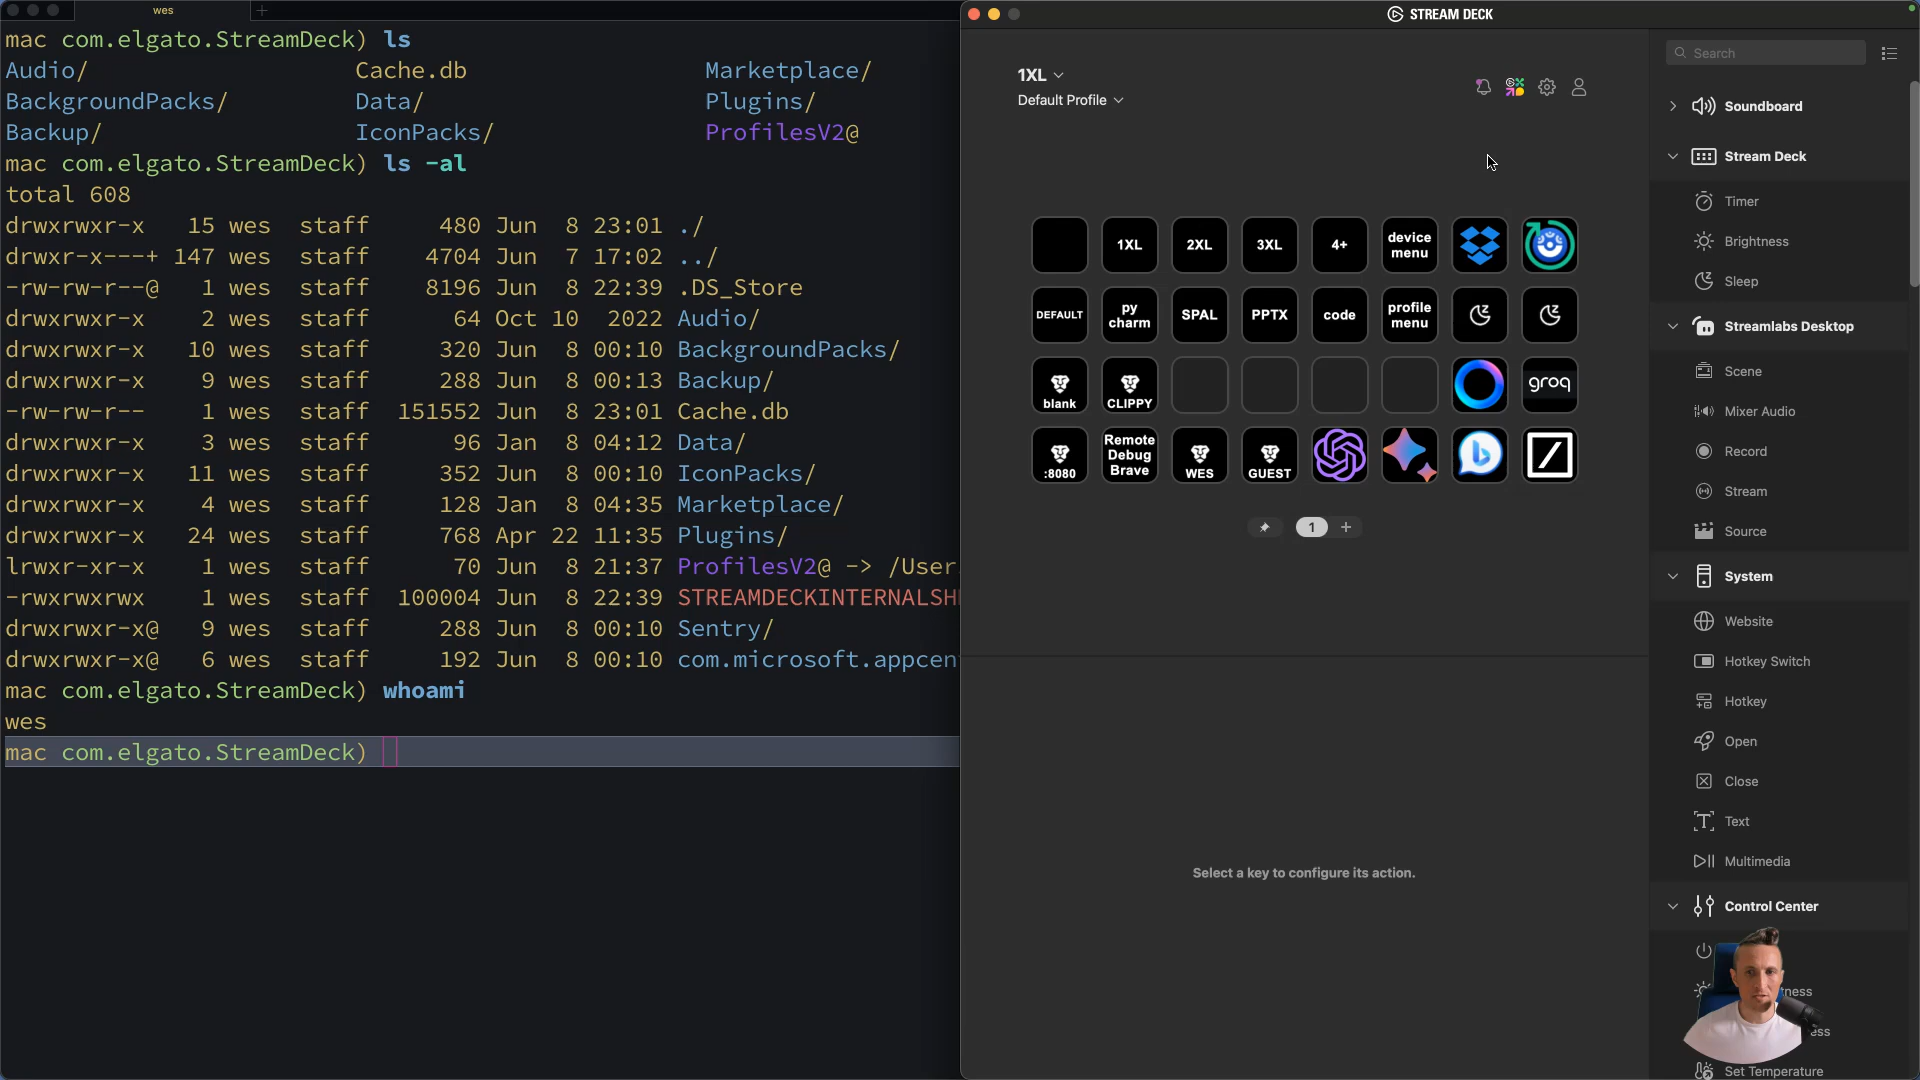 wes
mac com.elgato.StreamDeck) ls
Audio/ Cache.db Marketplace/
BackgroundPacks/ Data/ Plugins/
Backup/ IconPacks/ ProfilesV2@
mac com.elgato.StreamDeck) ls -al
total 608
drwxrwxr-x 15 wes staff 480 Jun 8 23:01 ./
drwxr-x---+ 147 wes staff 4704 Jun 7 17:02 ../
-rw-rw-r--@ 1 wes staff 8196 Jun 8 22:39 .DS_Store
drwxrwxr-x 2 wes staff 64 Oct 10 2022 Audio/
drwxrwxr-x 10 wes staff 320 Jun 8 00:10 BackgroundPacks/
drwxrwxr-x 9 wes staff 288 Jun 8 00:13 Backup/
-rw-rw-r-- 1 wes staff 151552 Jun 8 23:01 Cache.db
drwxrwxr-x 3 wes staff 96 Jan 8 04:12 Data/
drwxrwxr-x 11 wes staff 352 Jun 8 00:10 IconPacks/
drwxrwxr-x 4 wes staff 128 Jan 8 04:35 Marketplace/
drwxrwxr-x 24 wes staff 768 Apr 22 11:35 Plugins/
lrwxr-xr-x 1 wes staff 70 Jun 8 21:37 ProfilesV2@ -> /User
-rwxrwxrwx 1 wes staff 100004 Jun 8 22:39 STREAMDECKINTERNALSH
drwxrwxr-x@ 9 wes staff 288 Jun 8 00:10 Sentry/
drwxrwxr-x@ 6 wes staff 192 Jun 8 00:10 com.microsoft.appcen
mac com.elgato.StreamDeck) whoami
wes
mac com.elgato.StreamDeck)
STREAM DECK
1XL
Default Profile
1XL 2XL 3XL 4+ device
menu
DEFAULT py
charm SPAL PPTX code profile
menu
blank CLIPPY groq
:8080 Remote
Debug
Brave WES GUEST
1 +
Select a key to configure its action.
Search
Soundboard
Stream Deck
Timer
Brightness
Sleep
Streamlabs Desktop
Scene
Mixer Audio
Record
Stream
Source
System
Website
Hotkey Switch
Hotkey
Open
Close
Text
Multimedia
Control Center
ness
ess
Set Temperature